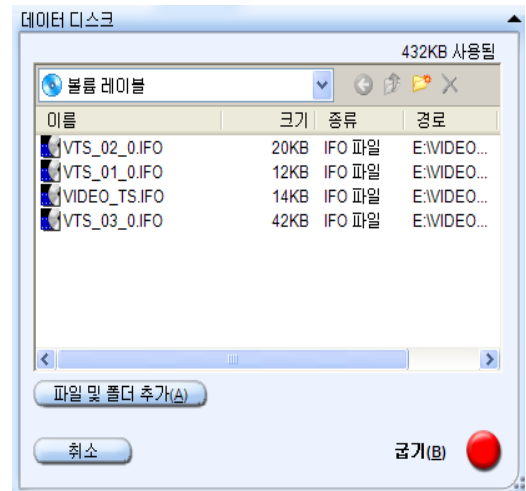 데이터 디스크
432KB 사용됨
볼륨 레이블
이름 크기 종류 경로
VTS_02_0.IFO 20KB IFO 파일 E:\VIDEO...
VTS_01_0.IFO 12KB IFO 파일 E:\VIDEO...
VIDEO_TS.IFO 14KB IFO 파일 E:\VIDEO...
VTS_03_0.IFO 42KB IFO 파일 E:\VIDEO...
파일 및 폴더 추가(A)
취소 굽기(B)